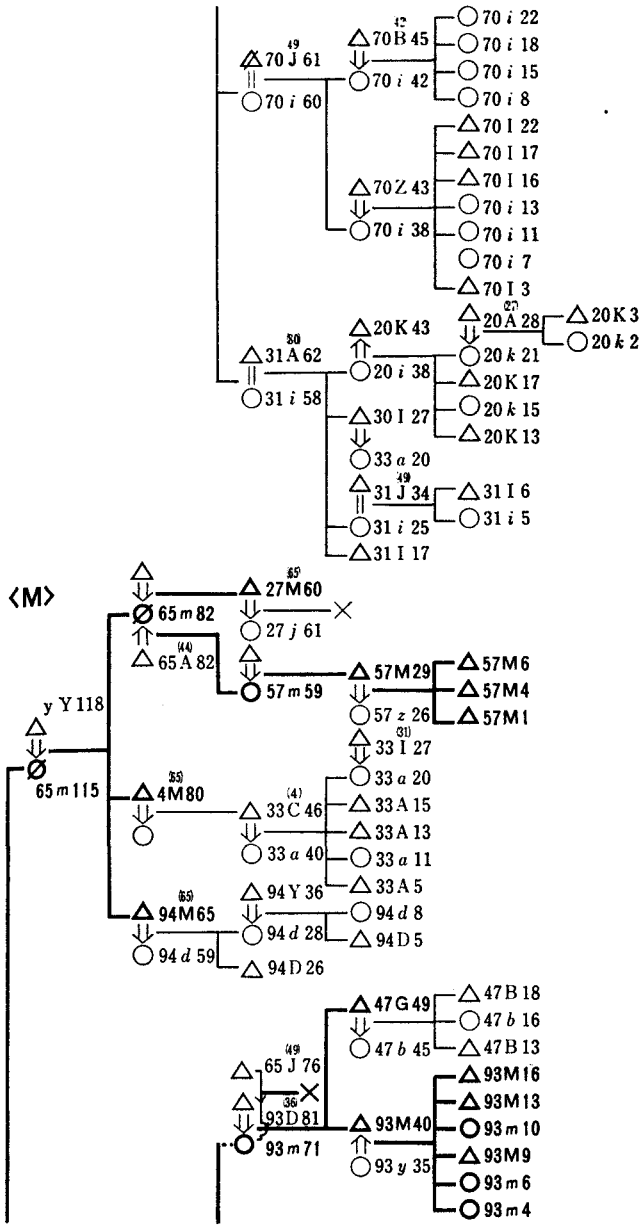 70 i 22
42
70 B 45
70 i 18
49
70 J 61
70 i 15
70 i 42
70 i 8
70 i 60
70 I 22
70 I 17
70 I 16
70 Z 43
70 i 13
70 i 38
70 i 11
70 i 7
70 I 3
(27)
20 A 28
20 K 3
20 K 43
20 k 2
(80)
31 A 62
20 k 21
20 i 38
20 K 17
31 i 58
20 k 15
30 I 27
20 K 13
33 a 20
(49)
31 J 34
31 I 6
31 i 5
31 i 25
31 I 17
<M>
(65)
27 M 60
65 m 82
27 j 61
(44)
65 A 82
57 M 29
57 M 6
57 m 59
57 M 4
57 z 26
57 M 1
y Y 118
(31)
33 I 27
65 m 115
33 a 20
(65)
4 M 80
(4)
33 C 46
33 A 15
33 A 13
33 a 40
33 a 11
33 A 5
(65)
94 M 65
94 Y 36
94 d 8
94 d 28
94 D 5
94 d 59
94 D 26
47 G 49
47 B 18
47 b 16
47 b 45
47 B 13
(49)
65 J 76
93 M 16
(36)
93 D 81
93 M 13
93 M 40
93 m 10
93 m 71
93 M 9
93 y 35
93 m 6
93 m 4